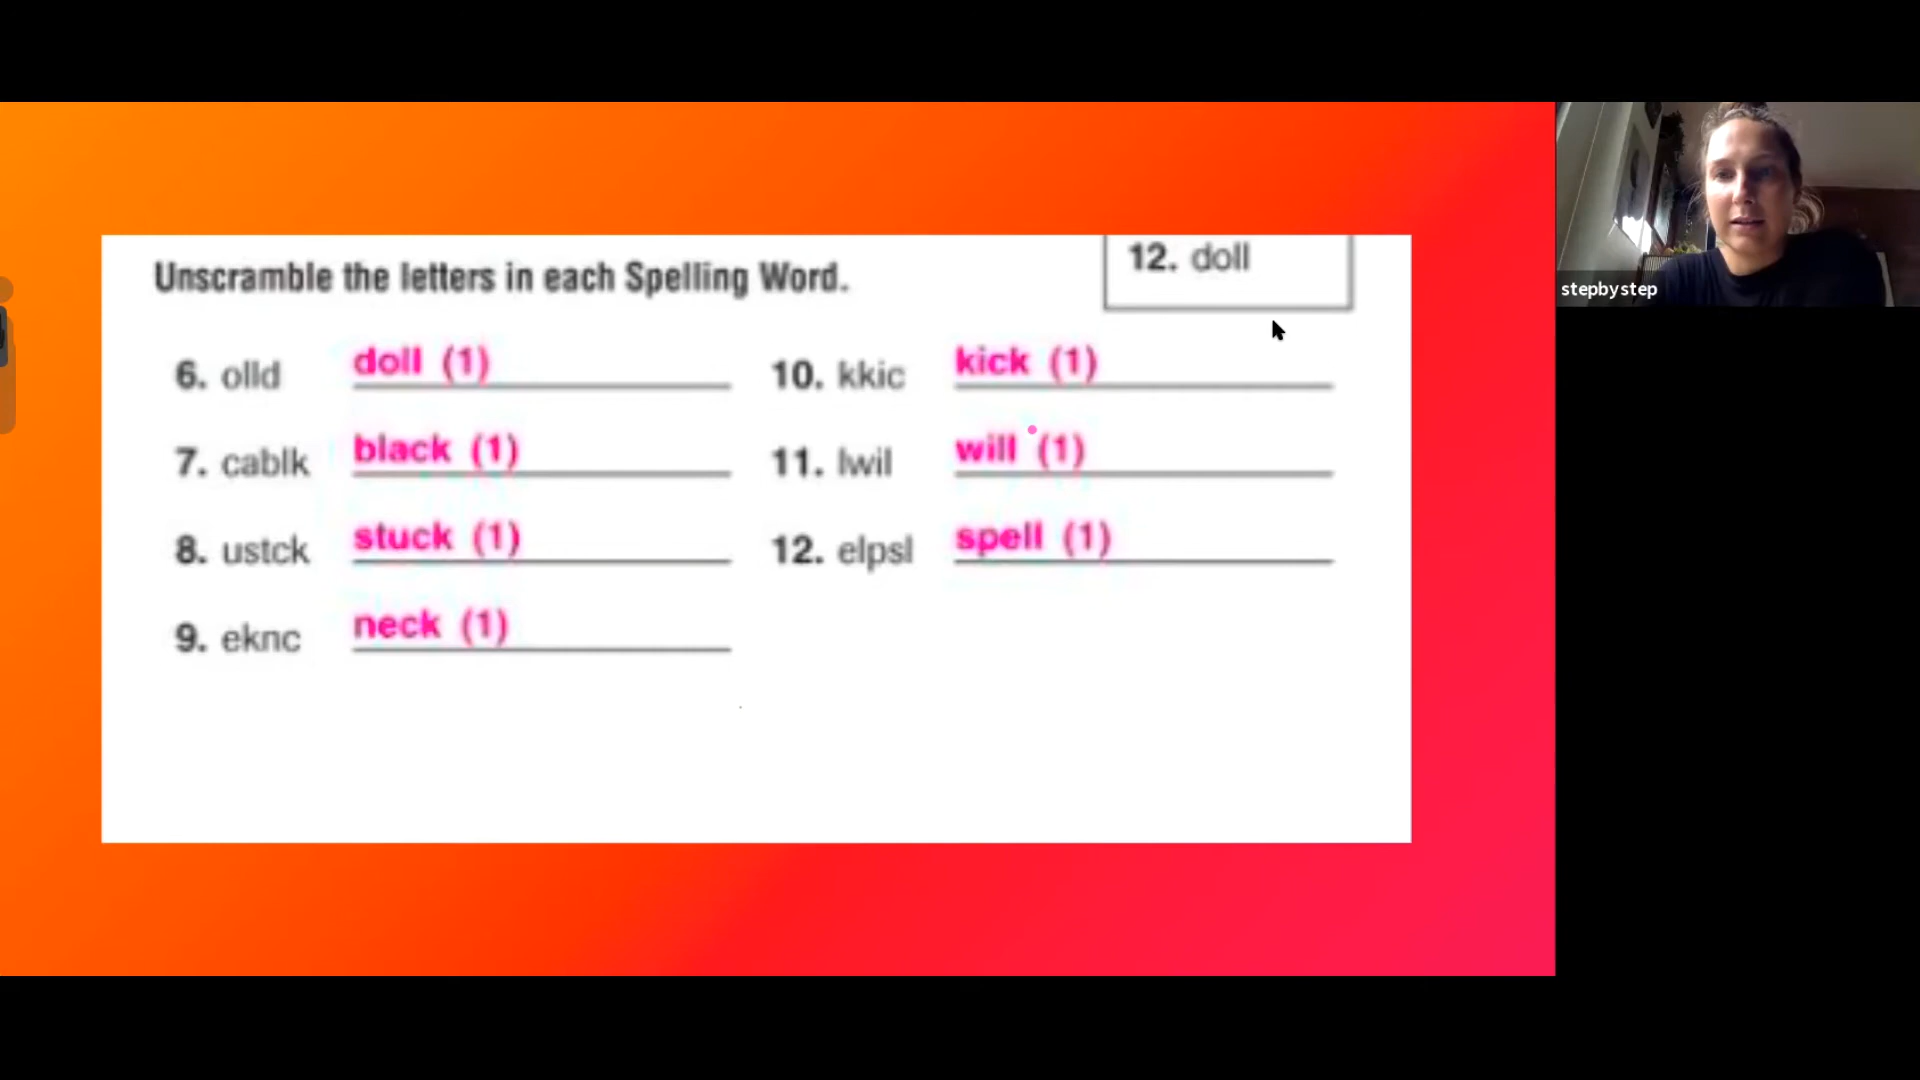 12. doll
Unscramble the letters in each Spelling Word.
6. olld doll (1)
7. cablk black (1)
8. ustck stuck (1)
9. eknc neck (1)
10. kkic kick (1)
11. lwil will (1)
12. elpsl spell (1)
stepbystep